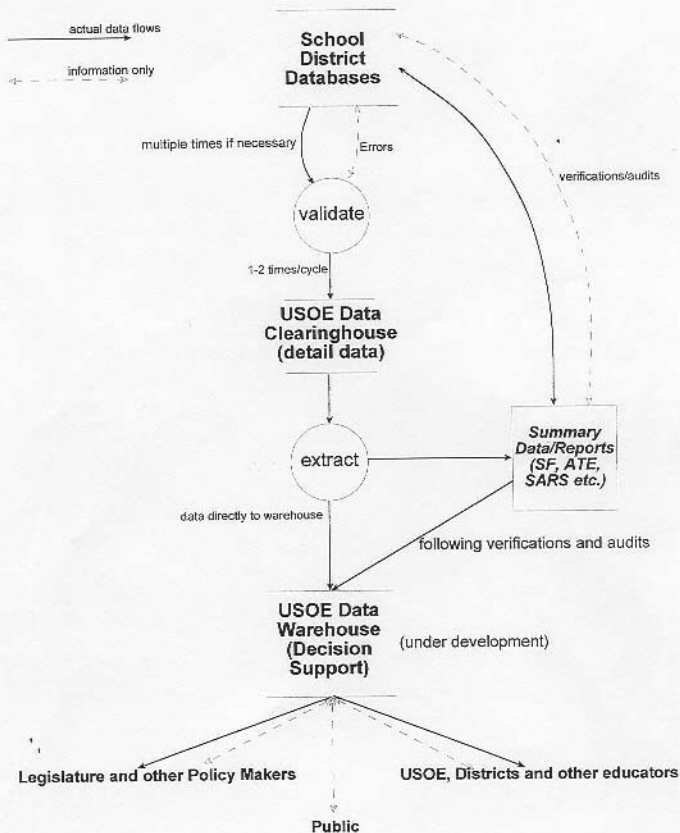 actual data flows
information only
School
District
Databases
multiple times if necessary
Errors
verifications/audits
validate
1-2 times/cycle
USOE Data
Clearinghouse
(detail data)
Summary
Data/Reports
(SF, ATE,
SARS etc.)
extract
data directly to warehouse
following verifications and audits
USOE Data
Warehouse
(Decision
Support)
(under development)
Legislature and other Policy Makers
USOE, Districts and other educators
Public